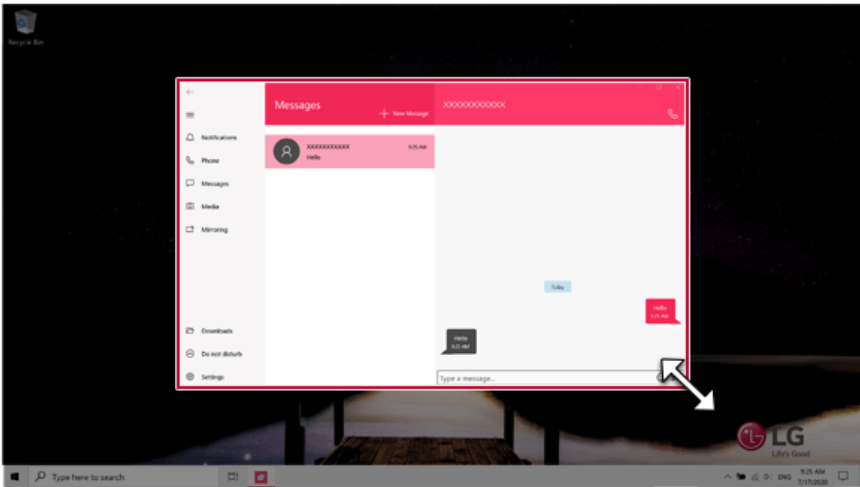 Recycle Bin
Messages
New Message
XXXXXXXXXXX
Notifications
Phone
Messages
Media
Mirroring
Downloads
Do not disturb
Settings
XXXXXXXXXXX
9:25 AM
Hello
Today
Hello
9:25 AM
Hello
9:25 AM
Type a message...
LG
Life's Good
Type here to search
ENG
9:25 AM
7/17/2020